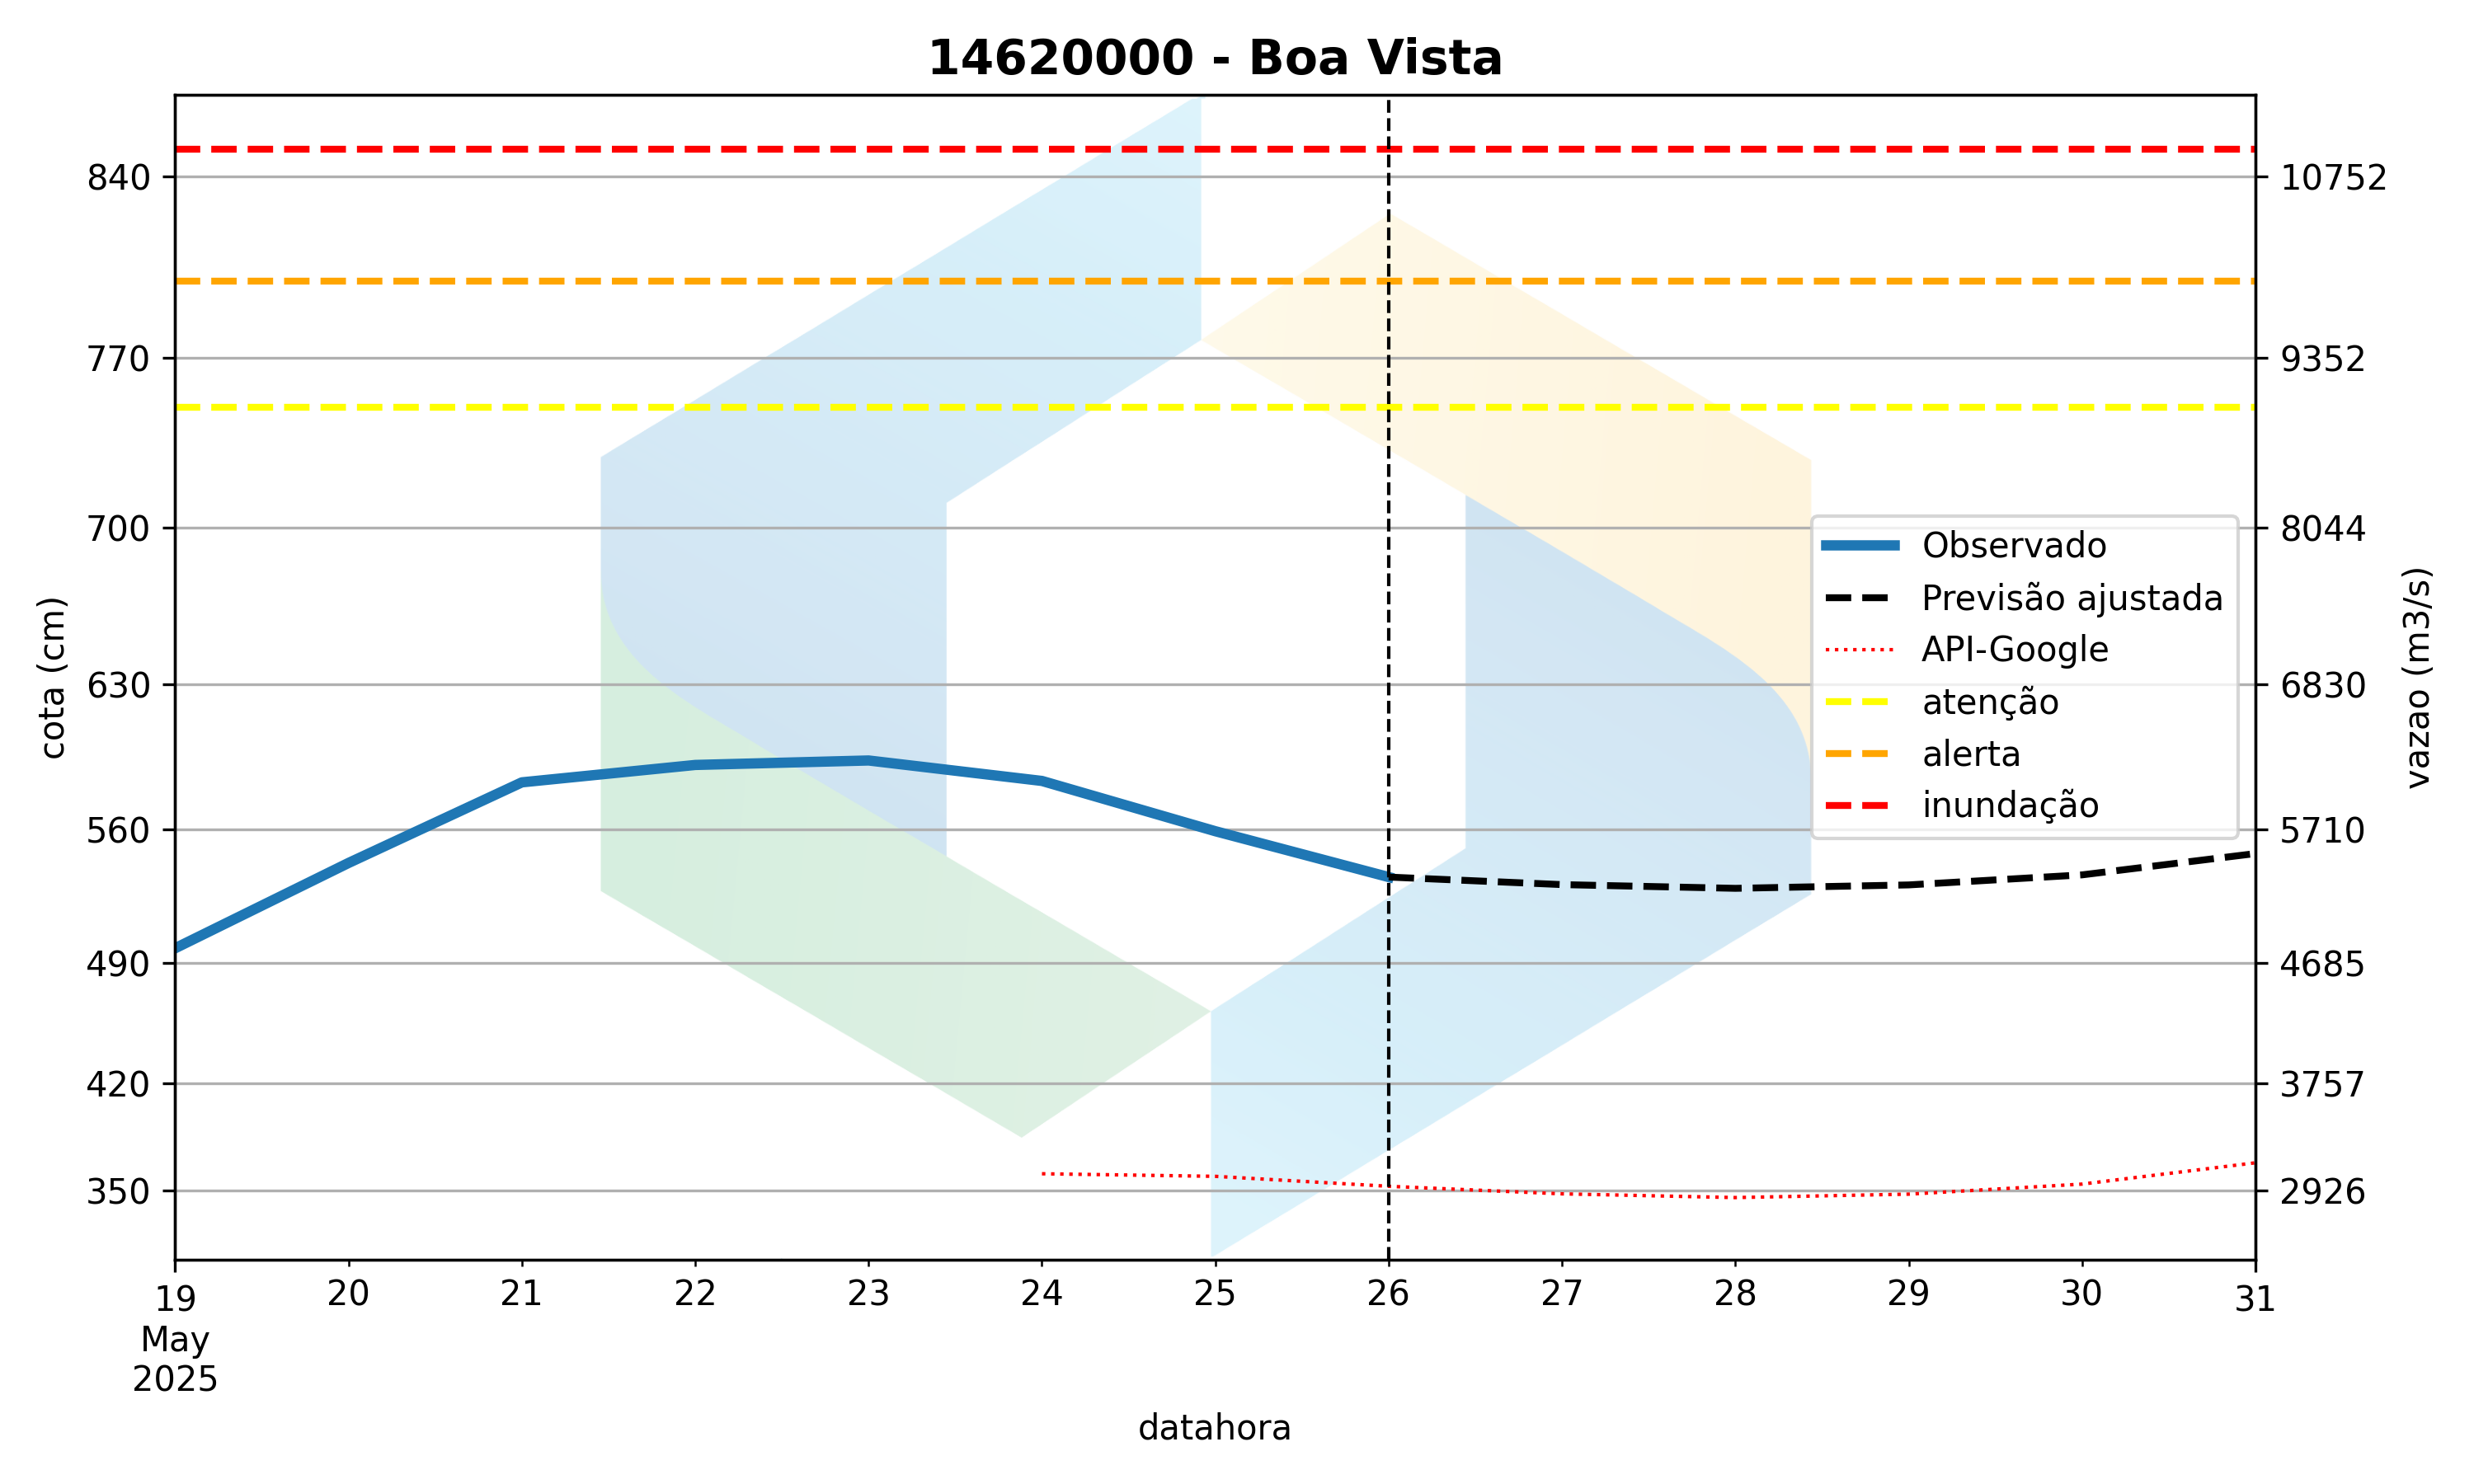 14620000 - Boa Vista
cota (cm)
840
770
700
630
560
490
420
350
10752
9352
8044
6830
5710
4685
3757
2926
vazao (m3/s)
Observado
Previsão ajustada
API-Google
atenção
alerta
inundação
19 20 21 22 23 24 25 26 27 28 29 30 31
May
2025
datahora